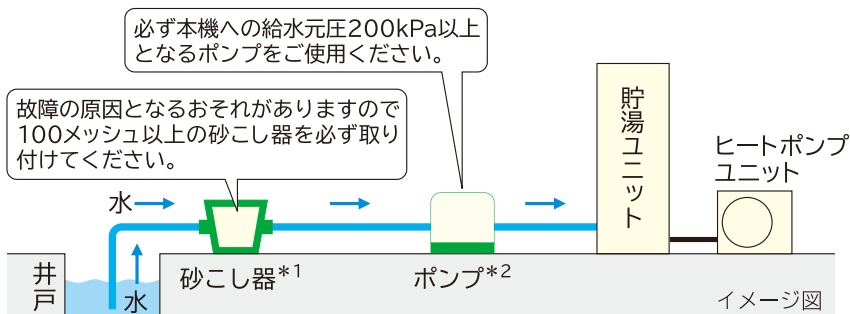 必ず本機への給水元圧200kPa以上
となるポンプをご使用ください。
故障の原因となるおそれがありますので
100メッシュ以上の砂こし器を必ず取り
付けてください。
貯湯ユニット
ヒートポンプ
ユニット
水
砂こし器*1
ポンプ*2
井戸
水
イメージ図